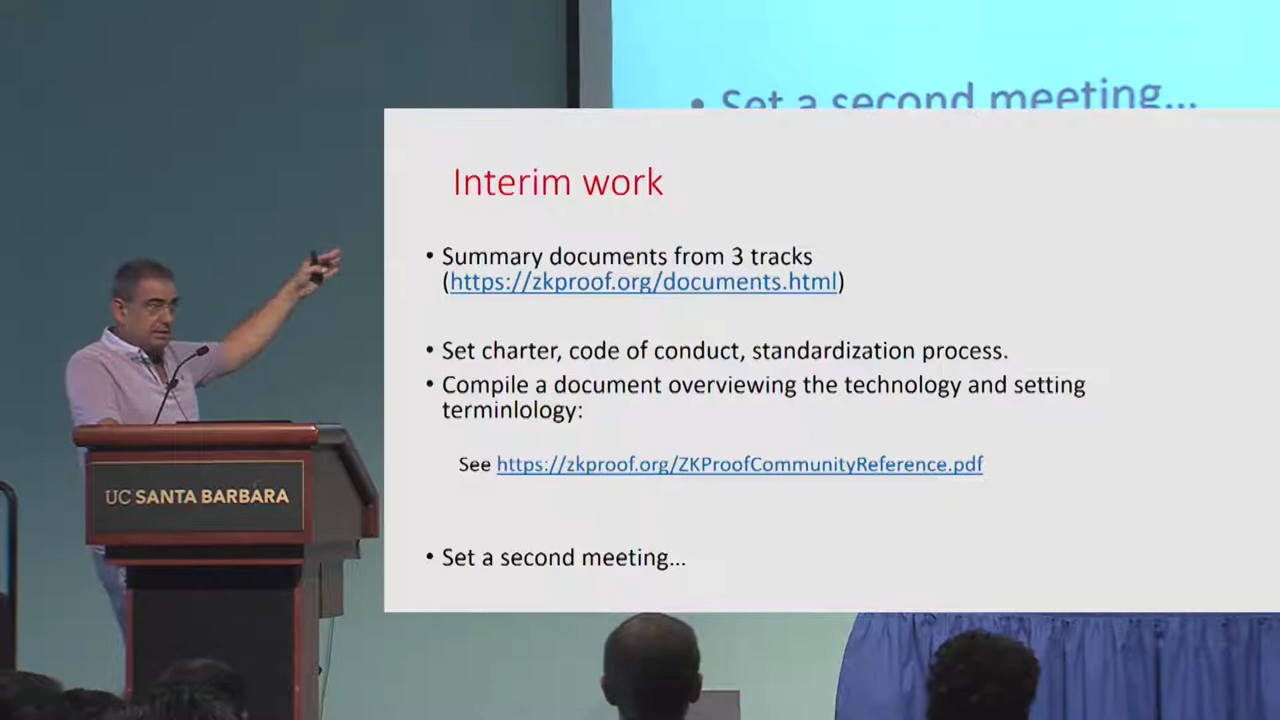 • Set a second meeting...
Interim work
• Summary documents from 3 tracks
(https://zkproof.org/documents.html)
• Set charter, code of conduct, standardization process.
• Compile a document overviewing the technology and setting
terminlology:
See https://zkproof.org/ZKProofCommunityReference.pdf
• Set a second meeting...
UC SANTA BARBARA